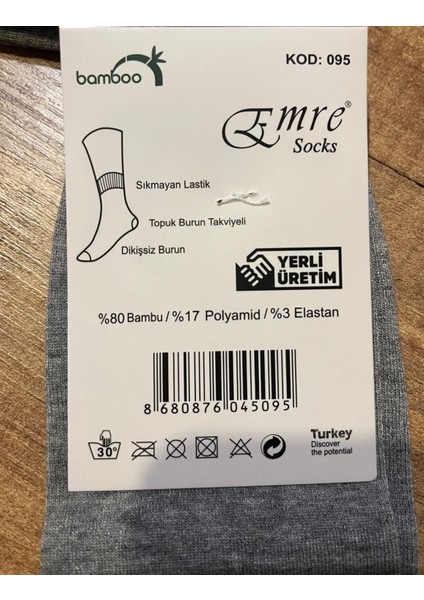 bamboo
KOD: 095
Emre®
Socks
Sıkmayan Lastik
Topuk Burun Takviyeli
Dikişsiz Burun
YERLİ
ÜRETİM
%80 Bambu / %17 Polyamid / %3 Elastan
8 680876 045095
30°
Turkey
Discover
the potential